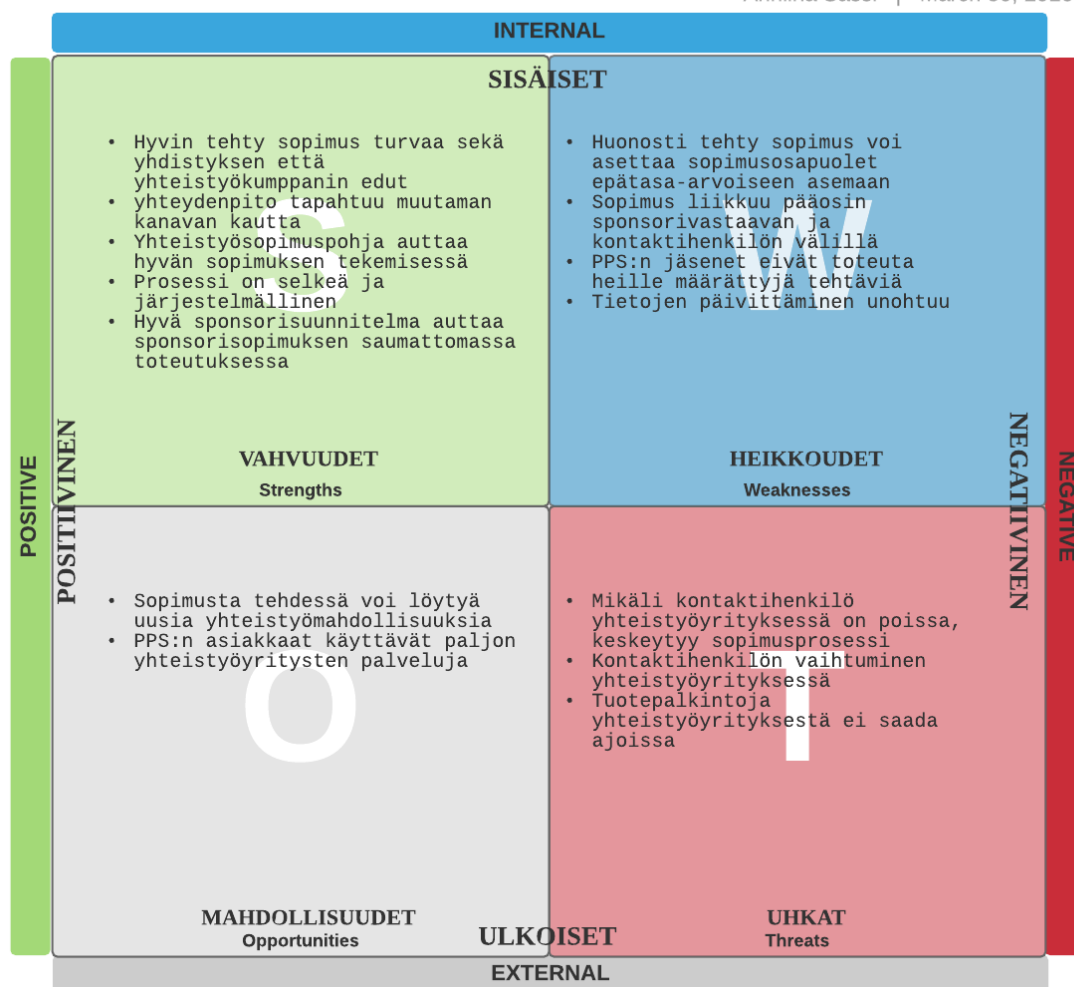 INTERNAL
SISÄISET
• Hyvin tehty sopimus turvaa sekä
yhdistyksen että
yhteistyökumppanin edut
• yhteydenpito tapahtuu muutaman
kanavan kautta
• Yhteistyösopimuspohja auttaa
hyvän sopimuksen tekemisessä
• Prosessi on selkeä ja
järjestelmällinen
• Hyvä sponsorisuunnitelma auttaa
sponsorisopimuksen saumattomassa
toteutuksessa
S
VAHVUUDET
Strengths
• Huonosti tehty sopimus voi
asettaa sopimusosapuolet
epätasa-arvoiseen asemaan
• Sopimus liikkuu pääosin
sponsorivastaavan ja
kontaktihenkilön välillä
• PPS:n jäsenet eivät toteuta
heille määrättyjä tehtäviä
• Tietojen päivittäminen unohtuu
W
HEIKKOUDET
Weaknesses
POSITIVE
POSITIIVINEN
NEGATIIVINEN
NEGATIVE
• Sopimusta tehdessä voi löytyä
uusia yhteistyömahdollisuuksia
• PPS:n asiakkaat käyttävät paljon
yhteistyöyritysten palveluja
O
MAHDOLLISUUDET
Opportunities
• Mikäli kontaktihenkilö
yhteistyöyrityksessä on poissa,
keskeytyy sopimusprosessi
• Kontaktihenkilön vaihtuminen
yhteistyöyrityksessä
• Tuotepalkintoja
yhteistyöyrityksestä ei saada
ajoissa
T
UHKAT
Threats
ULKOISET
EXTERNAL